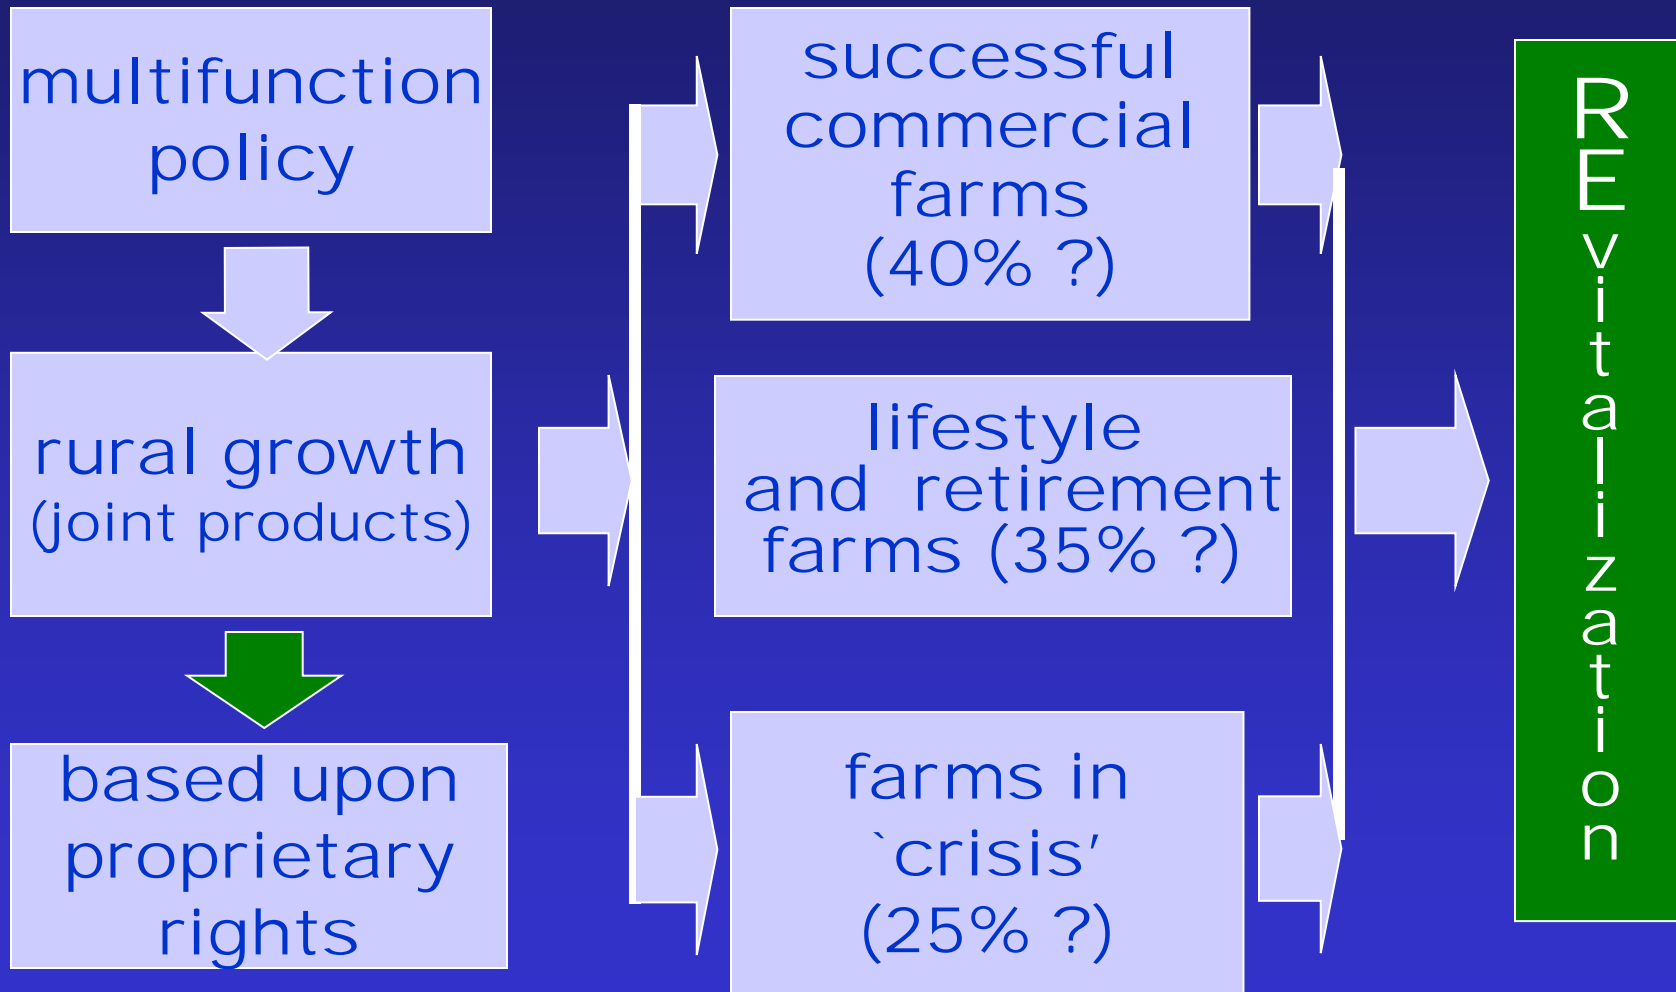 multifunction
policy
rural growth
(joint products)
based upon
proprietary
rights
successful
commercial
farms
(40% ?)
lifestyle
and retirement
farms (35% ?)
farms in
`crisis'
(25% ?)
REvitalization